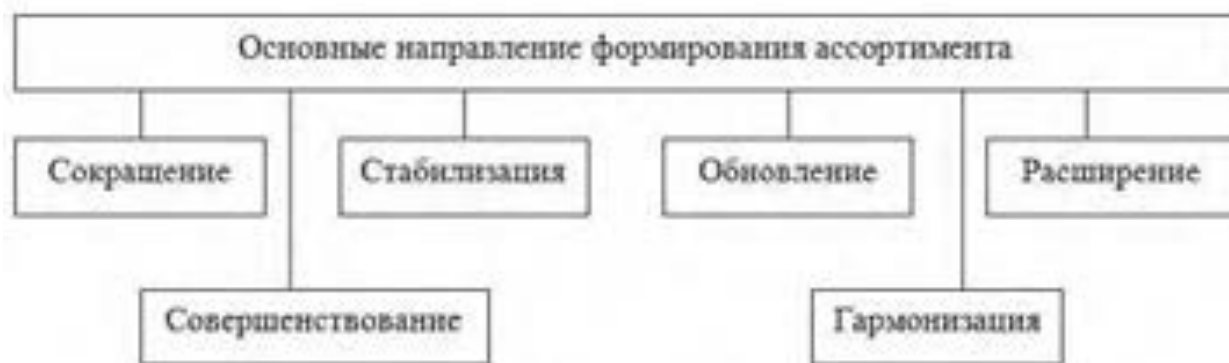 Основные направление формирования ассортимента
Сокращение
Стабилизация
Обновление
Расширение
Совершенствование
Гармонизация